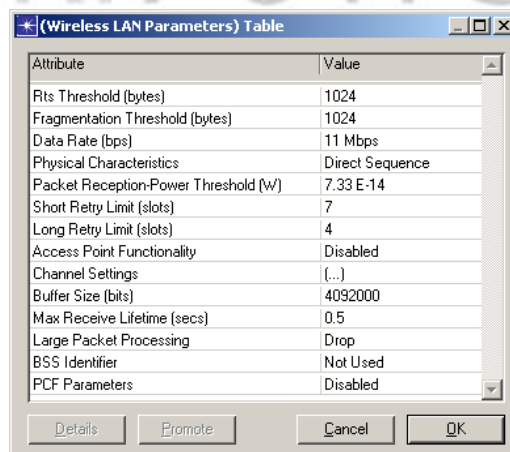 (Wireless LAN Parameters) Table
Attribute Value
Rts Threshold (bytes) 1024
Fragmentation Threshold (bytes) 1024
Data Rate (bps) 11 Mbps
Physical Characteristics Direct Sequence
Packet Reception-Power Threshold (W) 7.33 E-14
Short Retry Limit (slots) 7
Long Retry Limit (slots) 4
Access Point Functionality Disabled
Channel Settings (...)
Buffer Size (bits) 4092000
Max Receive Lifetime (secs) 0.5
Large Packet Processing Drop
BSS Identifier Not Used
PCF Parameters Disabled
Details Promote Cancel OK